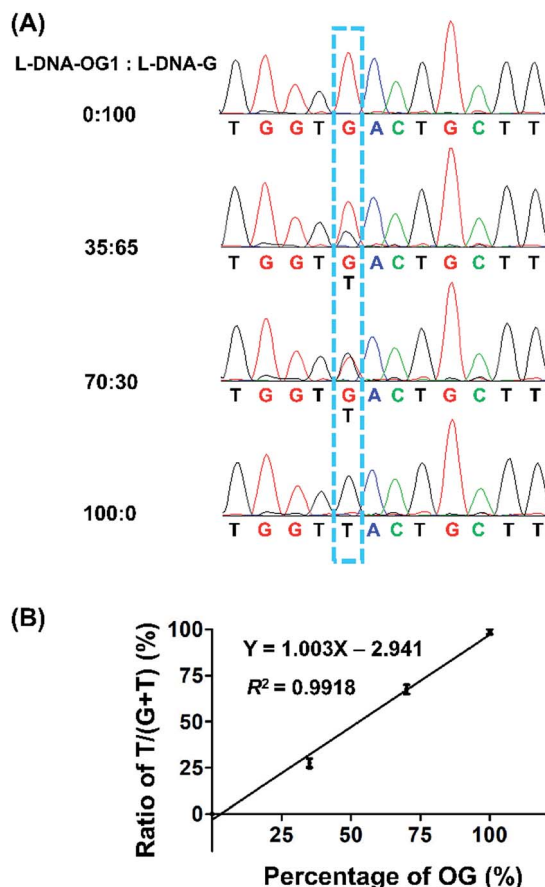 (A)
L-DNA-OG1 : L-DNA-G
0:100
T G G T G A C T G C T T
35:65
T G G T G A C T G C T T
T
70:30
T G G T G A C T G C T T
T
100:0
T G G T T A C T G C T T
(B)
Ratio of T/(G+T) (%)
100
75
50
25
0
Y = 1.003X – 2.941
R² = 0.9918
25 50 75 100
Percentage of OG (%)